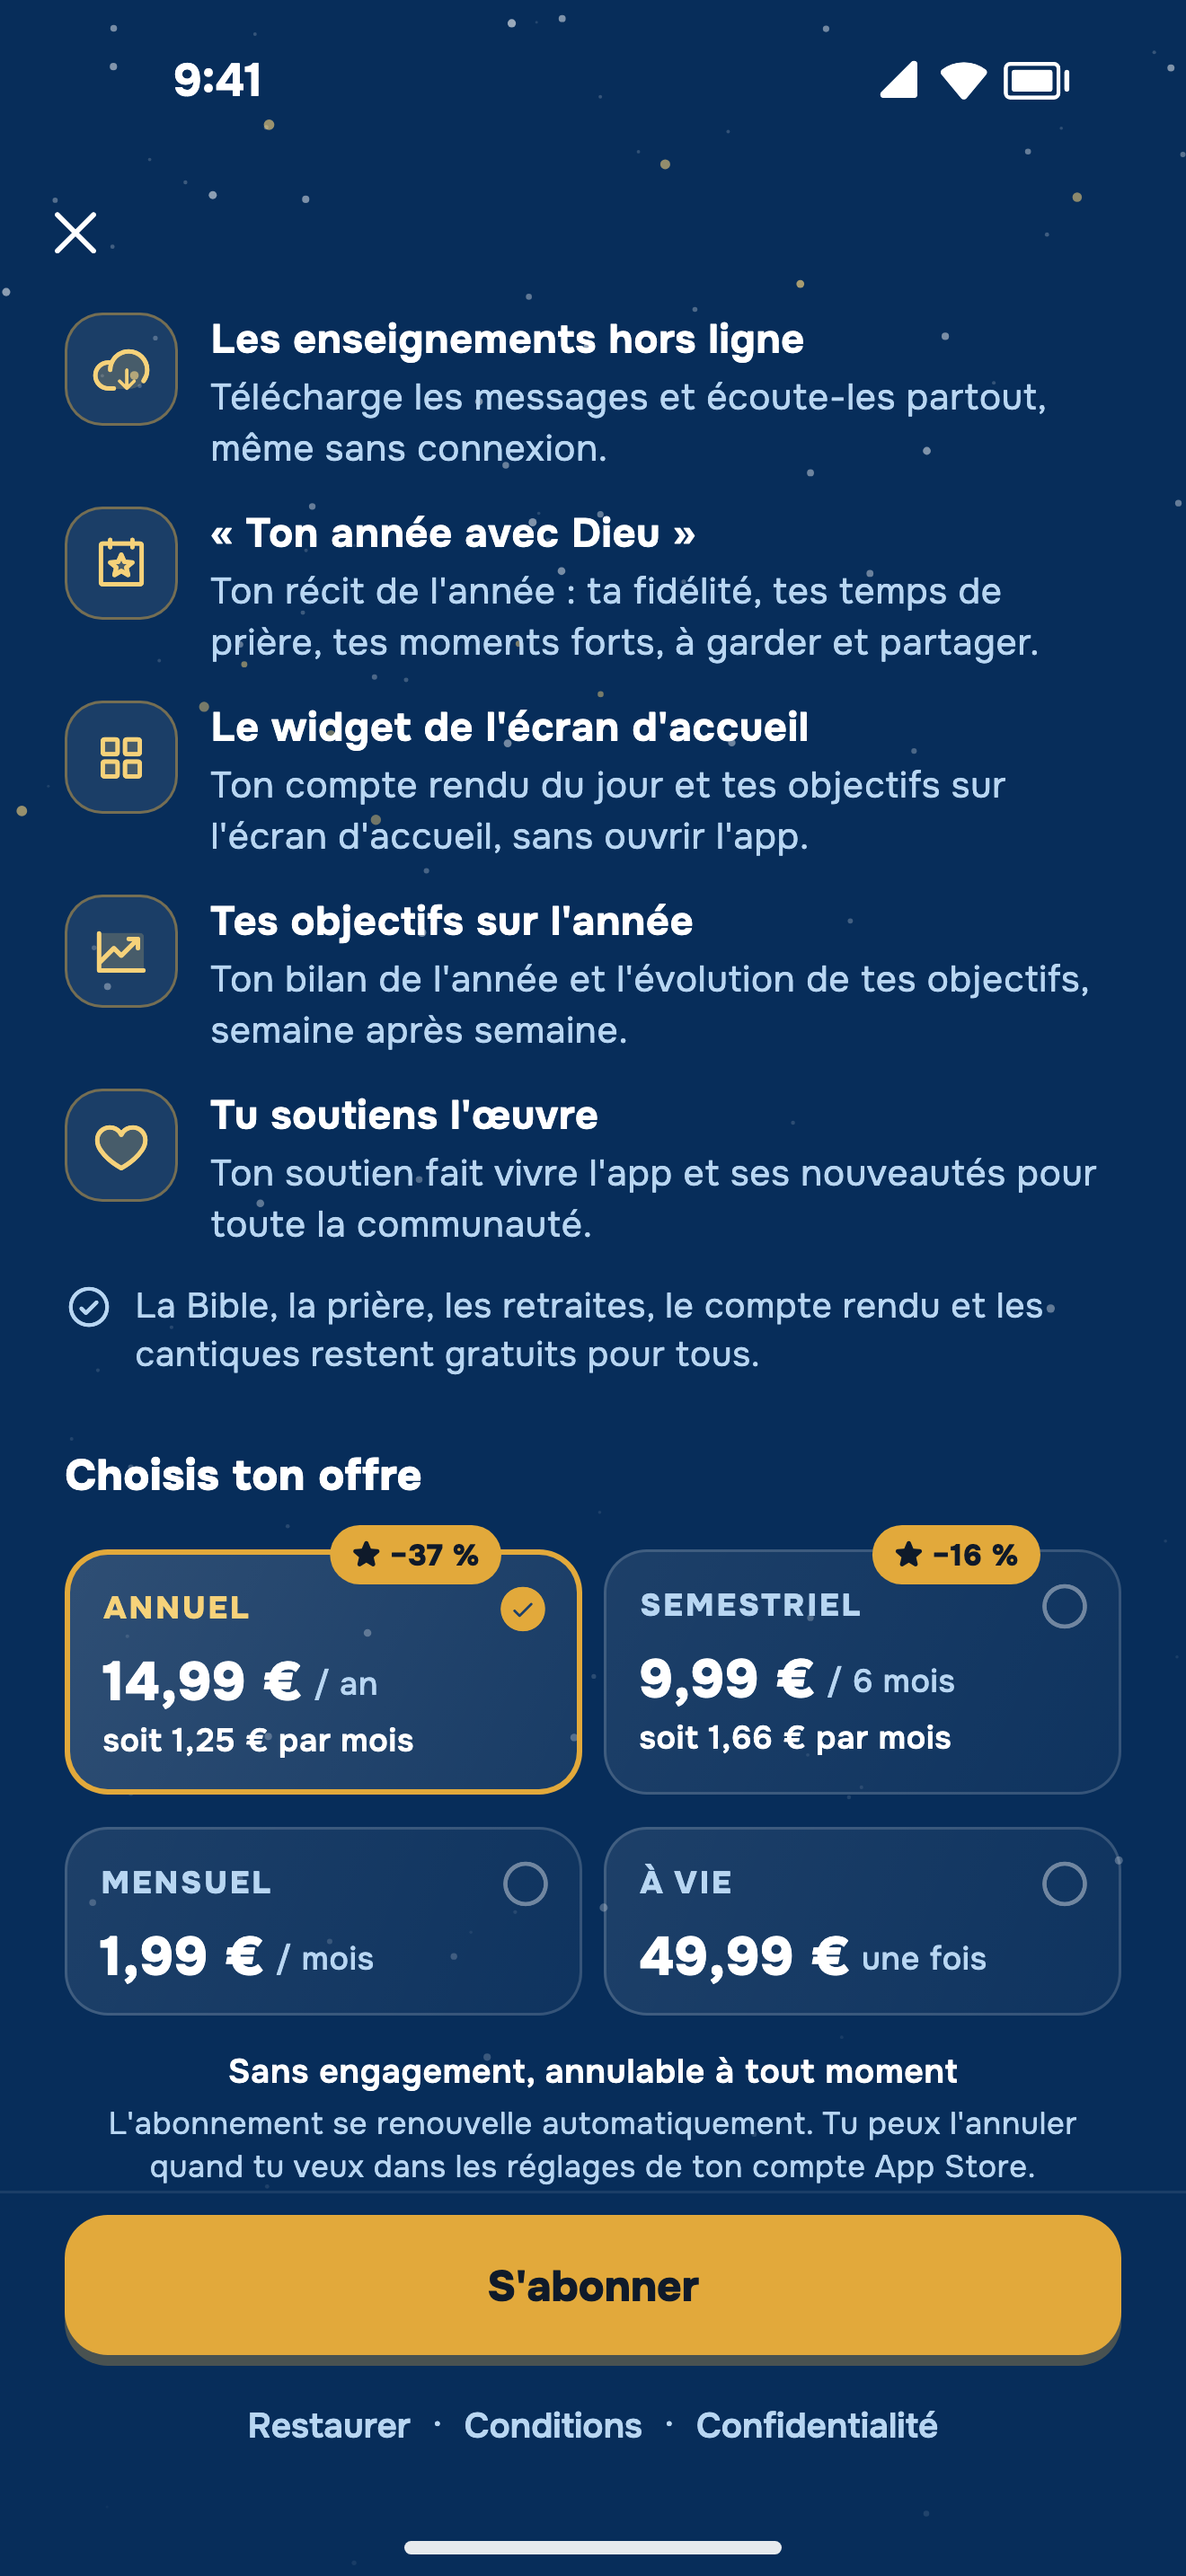 9:41
Les enseignements hors ligne
Télécharge les messages et écoute-les partout,
même sans connexion.
« Ton année avec Dieu »
Ton récit de l'année : ta fidélité, tes temps de
prière, tes moments forts, à garder et partager.
Le widget de l'écran d'accueil
Ton compte rendu du jour et tes objectifs sur
l'écran d'accueil, sans ouvrir l'app.
Tes objectifs sur l'année
Ton bilan de l'année et l'évolution de tes objectifs,
semaine après semaine.
Tu soutiens l'œuvre
Ton soutien fait vivre l'app et ses nouveautés pour
toute la communauté.
La Bible, la prière, les retraites, le compte rendu et les
cantiques restent gratuits pour tous.
Choisis ton offre
★ −37 %
ANNUEL
14,99 € / an
soit 1,25 € par mois
★ −16 %
SEMESTRIEL
9,99 € / 6 mois
soit 1,66 € par mois
MENSUEL
1,99 € / mois
À VIE
49,99 € une fois
Sans engagement, annulable à tout moment
L'abonnement se renouvelle automatiquement. Tu peux l'annuler
quand tu veux dans les réglages de ton compte App Store.
S'abonner
Restaurer · Conditions · Confidentialité